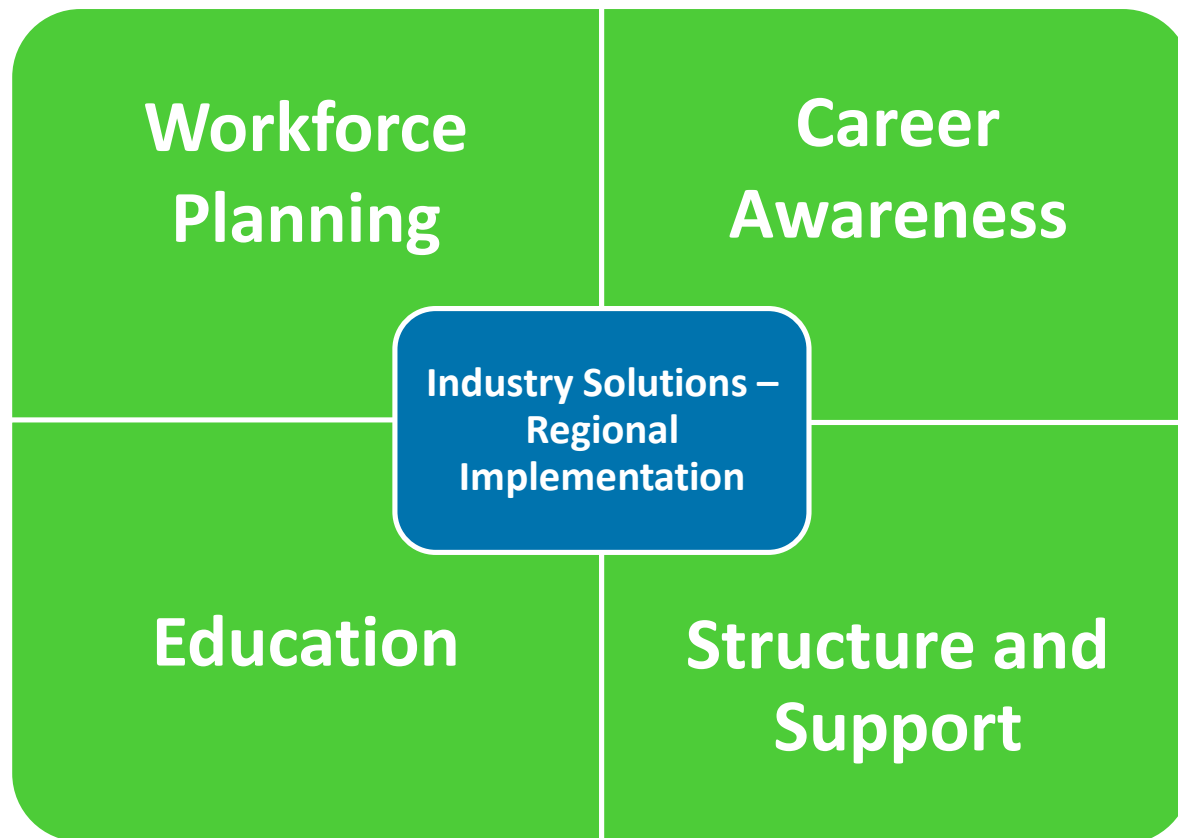 Workforce
Planning
Career
Awareness
Industry Solutions –
Regional
Implementation
Education
Structure and
Support